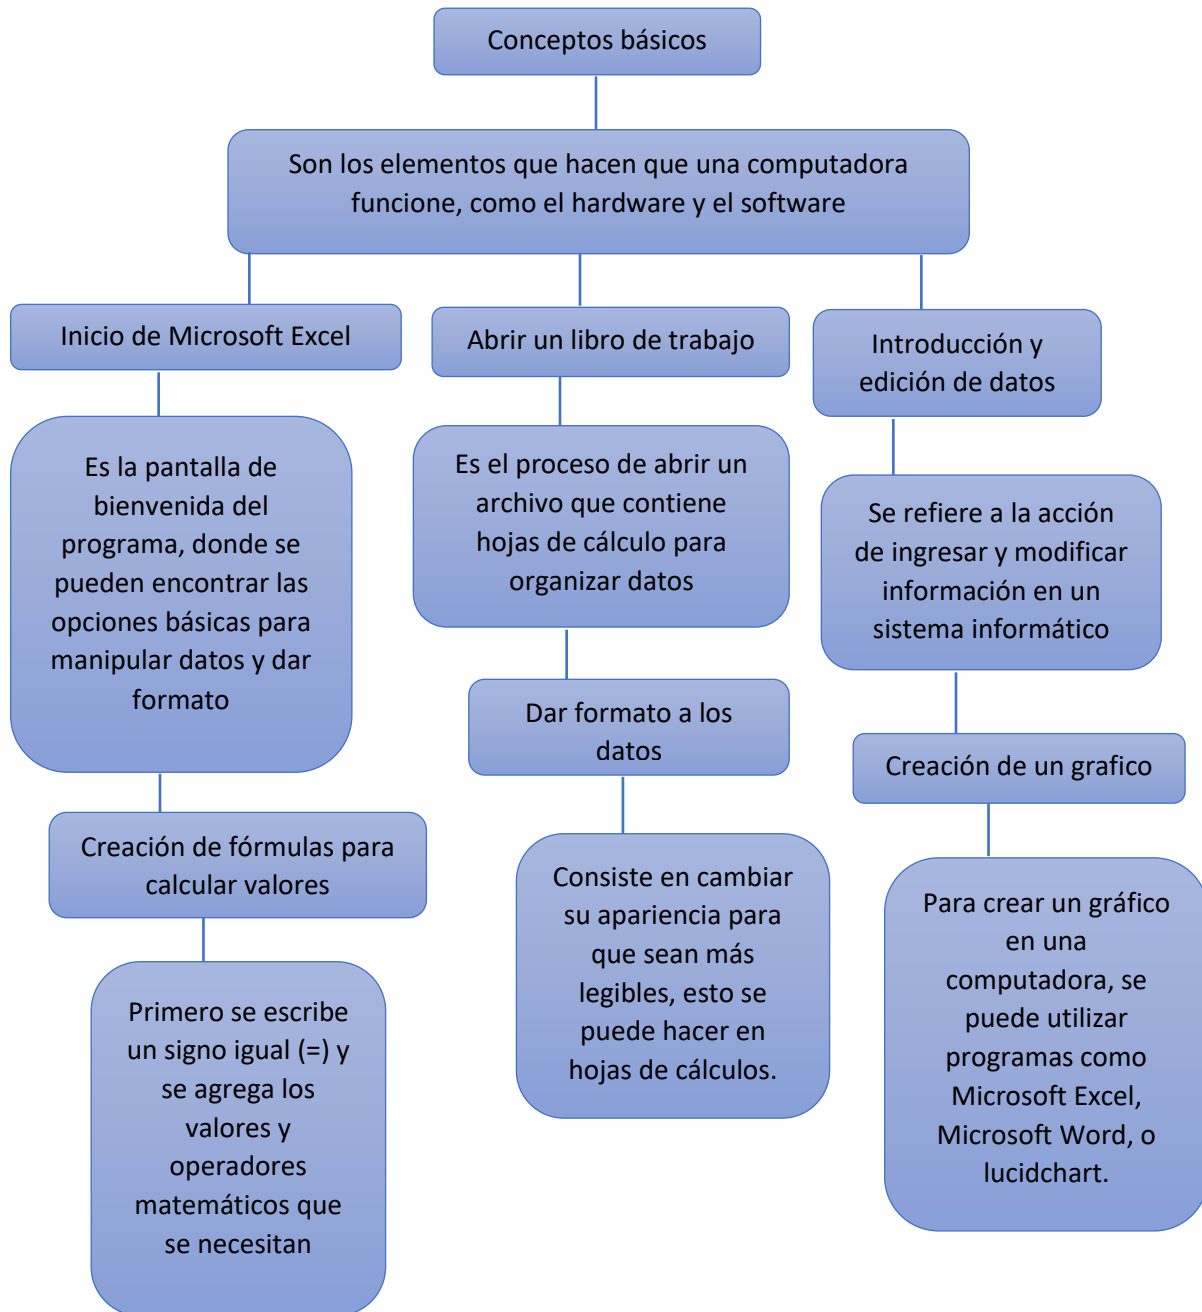 Conceptos básicos
Son los elementos que hacen que una computadora
funcione, como el hardware y el software
Inicio de Microsoft Excel
Es la pantalla de
bienvenida del
programa, donde se
pueden encontrar las
opciones básicas para
manipular datos y dar
formato
Creación de fórmulas para
calcular valores
Primero se escribe
un signo igual (=) y
se agrega los
valores y
operadores
matemáticos que
se necesitan
Abrir un libro de trabajo
Es el proceso de abrir un
archivo que contiene
hojas de cálculo para
organizar datos
Dar formato a los
datos
Consiste en cambiar
su apariencia para
que sean más
legibles, esto se
puede hacer en
hojas de cálculos.
Introducción y
edición de datos
Se refiere a la acción
de ingresar y modificar
información en un
sistema informático
Creación de un grafico
Para crear un gráfico
en una
computadora, se
puede utilizar
programas como
Microsoft Excel,
Microsoft Word, o
lucidchart.